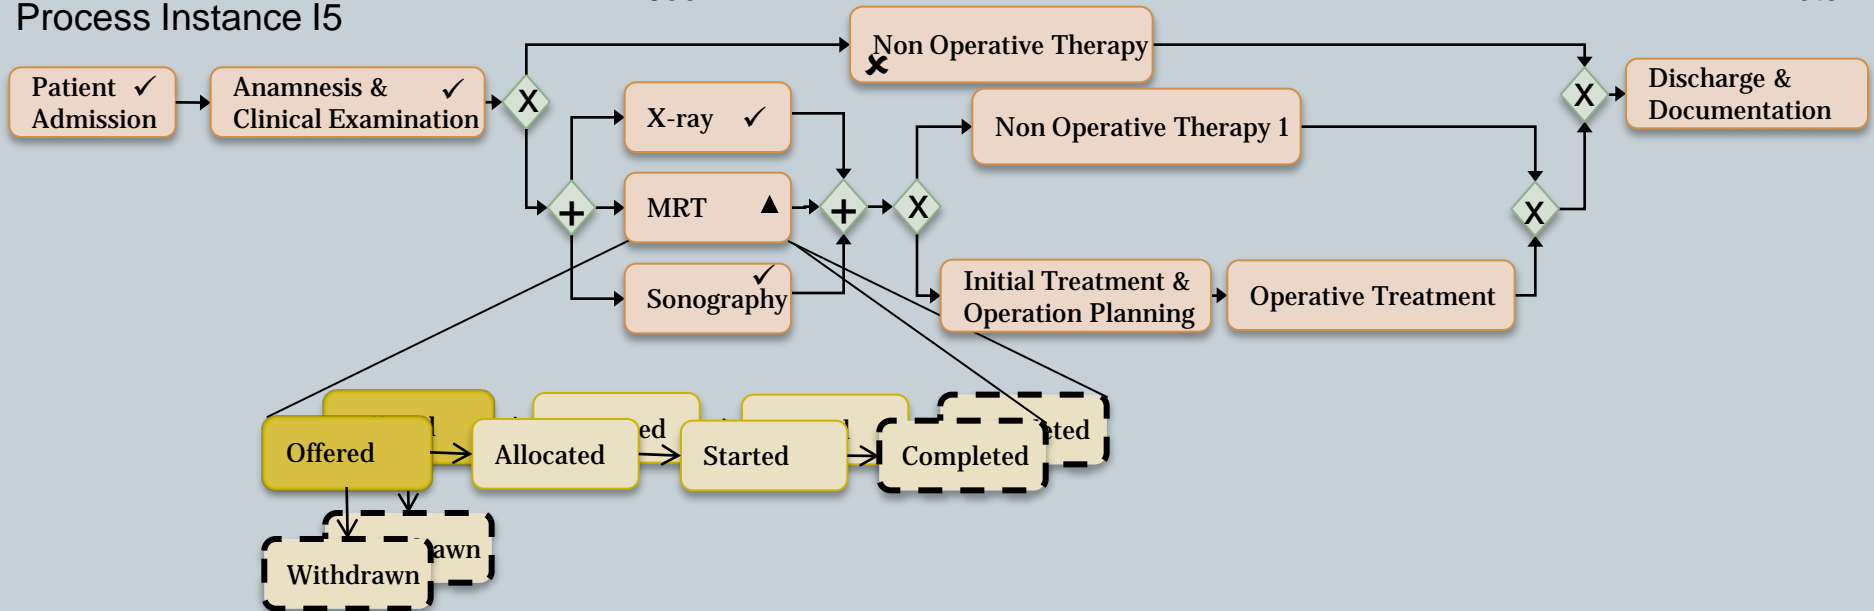 Process Instance I5
Non Operative Therapy
Patient
Admission
Anamnesis &
Clinical Examination
X
X-ray
Non Operative Therapy 1
X
Discharge &
Documentation
+
MRT
+
X
X
Sonography
Initial Treatment &
Operation Planning
Operative Treatment
Offered
Allocated
Started
Completed
Withdrawn